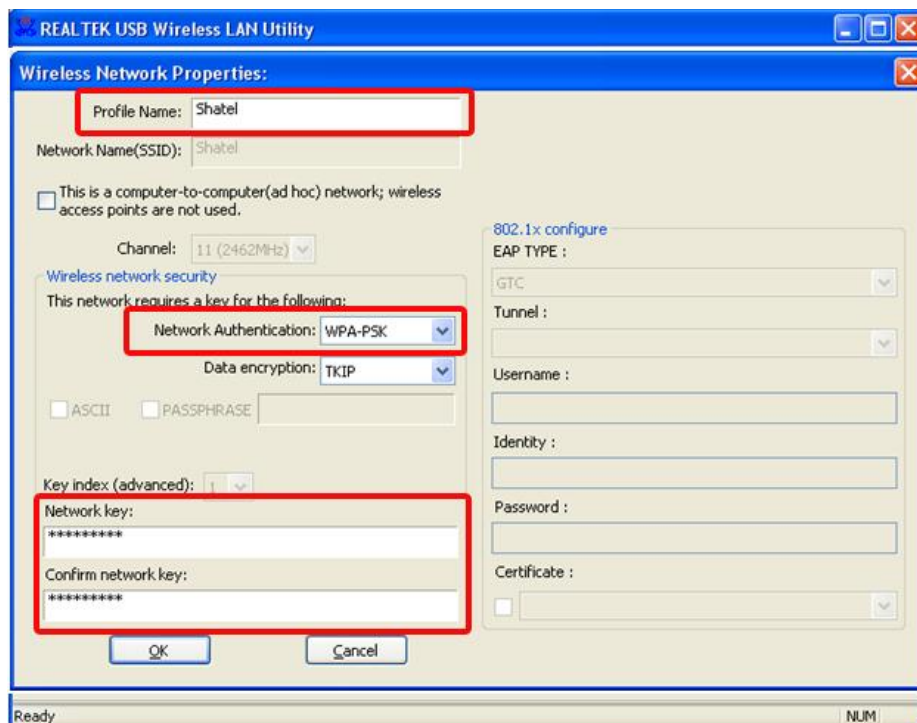 REALTEK USB Wireless LAN Utility
Wireless Network Properties:
Profile Name: Shatel
Network Name(SSID): Shatel
This is a computer-to-computer(ad hoc) network; wireless
access points are not used.
Channel: 11 (2462MHz)
Wireless network security
This network requires a key for the following:
Network Authentication: WPA-PSK
Data encryption: TKIP
ASCII PASSPHRASE
Key index (advanced): 1
Network key:
*********
Confirm network key:
*********
OK Cancel
802.1x configure
EAP TYPE :
GTC
Tunnel :
Username :
Identity :
Password :
Certificate :
Ready NUM